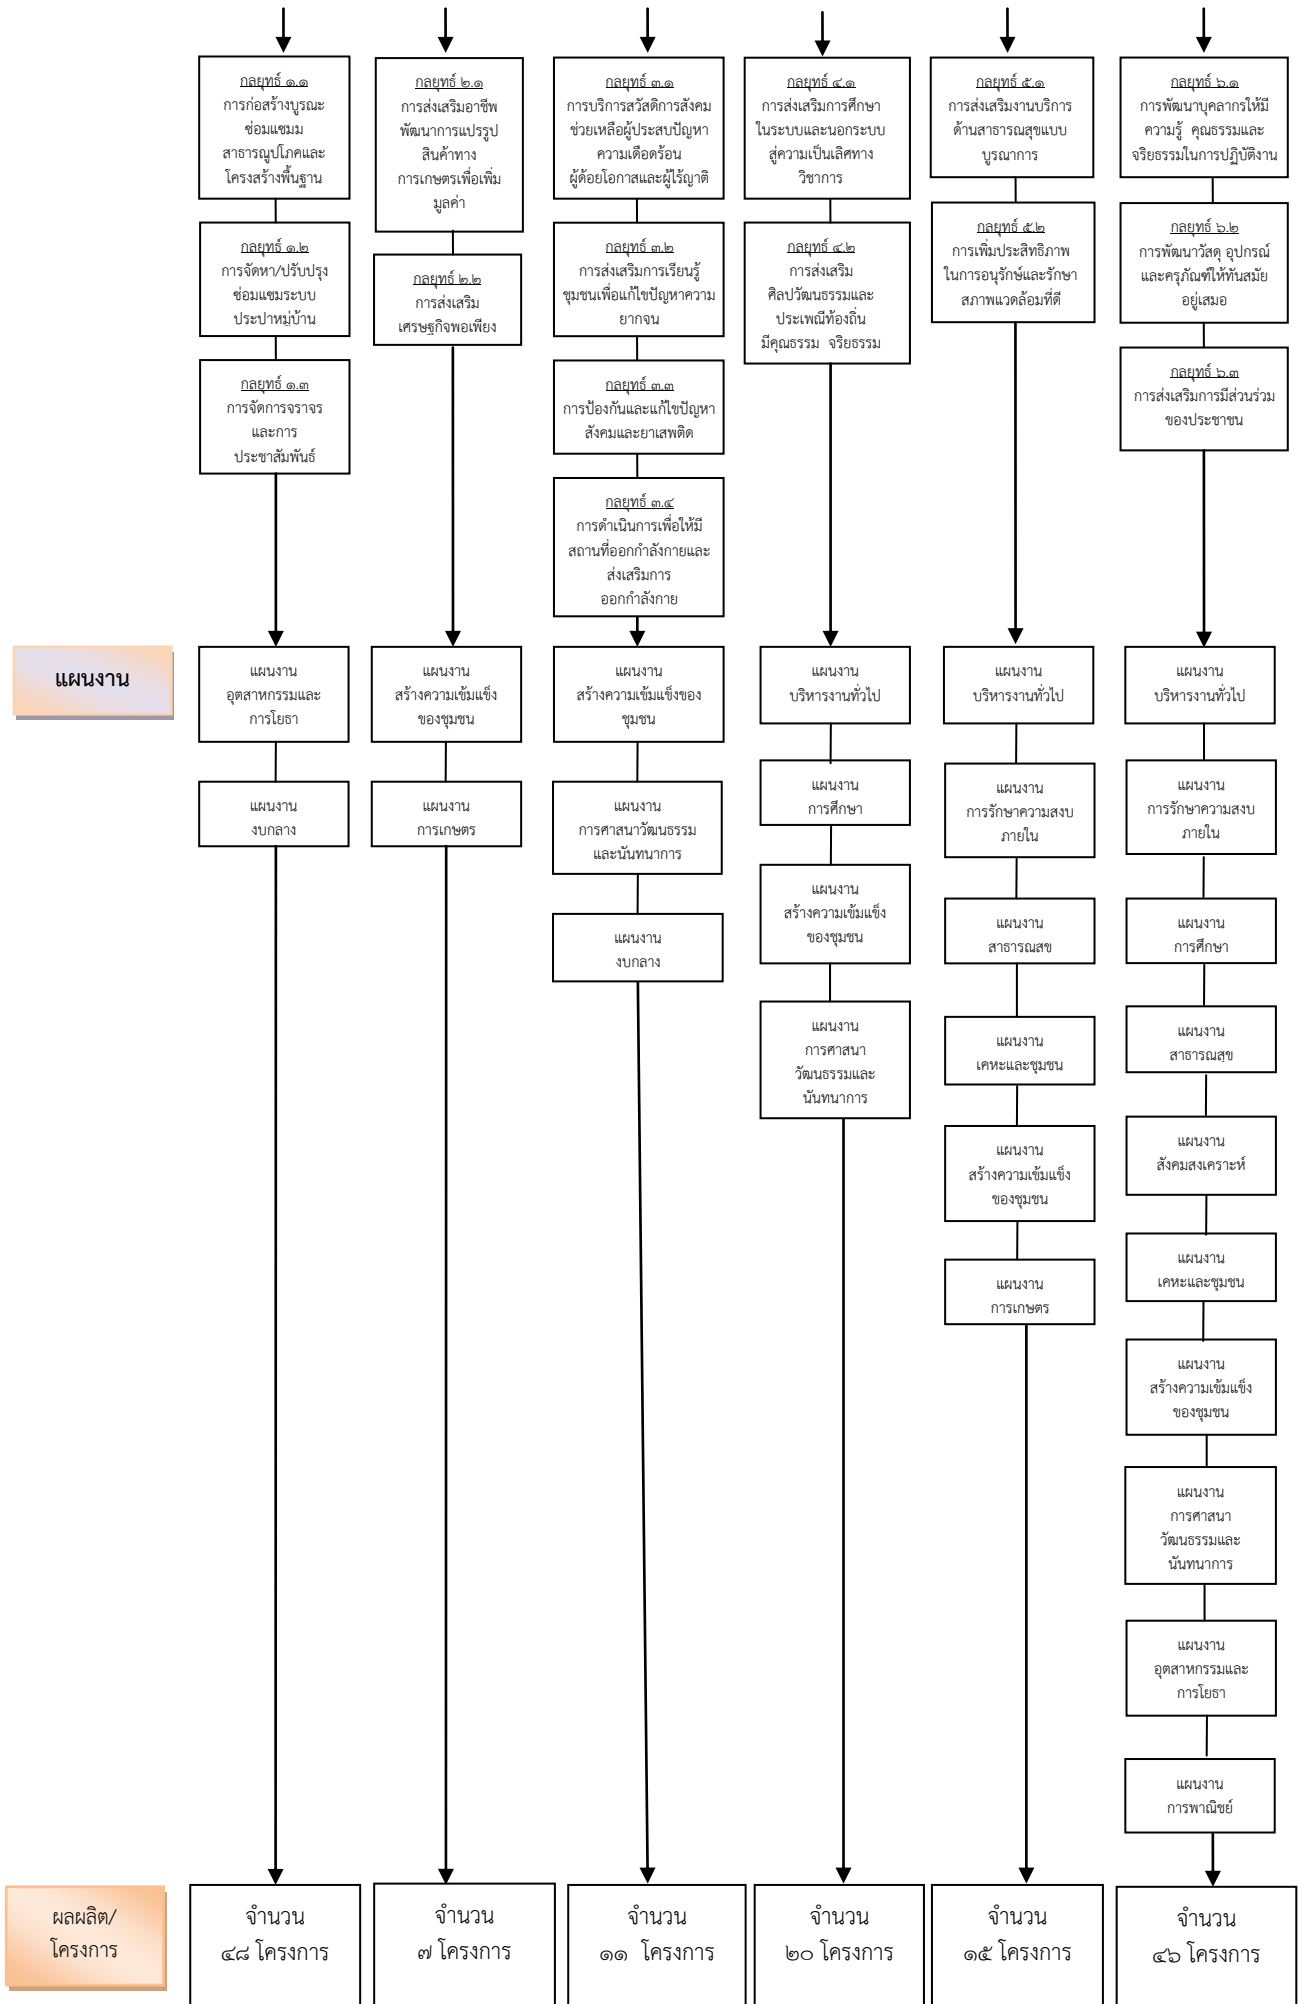 กลยุทธ์ ๑.๑
การก่อสร้างบูรณะ
ซ่อมแซมม
สาธารณูปโภคและ
โครงสร้างพื้นฐาน
กลยุทธ์ ๑.๒
การจัดหา/ปรับปรุง
ซ่อมแซมระบบ
ประปาหมู่บ้าน
กลยุทธ์ ๑.๓
การจัดการจราจร
และการ
ประชาสัมพันธ์
กลยุทธ์ ๒.๑
การส่งเสริมอาชีพ
พัฒนาการแปรรูป
สินค้าทาง
การเกษตรเพื่อเพิ่ม
มูลค่า
กลยุทธ์ ๒.๒
การส่งเสริม
เศรษฐกิจพอเพียง
กลยุทธ์ ๓.๑
การบริการสวัสดิการสังคม
ช่วยเหลือผู้ประสบปัญหา
ความเดือดร้อน
ผู้ด้อยโอกาสและผู้ไร้ญาติ
กลยุทธ์ ๓.๒
การส่งเสริมการเรียนรู้
ชุมชนเพื่อแก้ไขปัญหาความ
ยากจน
กลยุทธ์ ๓.๓
การป้องกันและแก้ไขปัญหา
สังคมและยาเสพติด
กลยุทธ์ ๓.๔
การดำเนินการเพื่อให้มี
สถานที่ออกกำลังกายและ
ส่งเสริมการ
ออกกำลังกาย
กลยุทธ์ ๔.๑
การส่งเสริมการศึกษา
ในระบบและนอกระบบ
สู่ความเป็นเลิศทาง
วิชาการ
กลยุทธ์ ๔.๒
การส่งเสริม
ศิลปวัฒนธรรมและ
ประเพณีท้องถิ่น
มีคุณธรรม จริยธรรม
กลยุทธ์ ๕.๑
การส่งเสริมงานบริการ
ด้านสาธารณสุขแบบ
บูรณาการ
กลยุทธ์ ๕.๒
การเพิ่มประสิทธิภาพ
ในการอนุรักษ์และรักษา
สภาพแวดล้อมที่ดี
กลยุทธ์ ๖.๑
การพัฒนาบุคลากรให้มี
ความรู้ คุณธรรมและ
จริยธรรมในการปฏิบัติงาน
กลยุทธ์ ๖.๒
การพัฒนาวัสดุ อุปกรณ์
และครุภัณฑ์ให้ทันสมัย
อยู่เสมอ
กลยุทธ์ ๖.๓
การส่งเสริมการมีส่วนร่วม
ของประชาชน
แผนงาน
แผนงาน
อุตสาหกรรมและ
การโยธา
แผนงาน
งบกลาง
แผนงาน
สร้างความเข้มแข็ง
ของชุมชน
แผนงาน
การเกษตร
แผนงาน
สร้างความเข้มแข็งของ
ชุมชน
แผนงาน
การศาสนาวัฒนธรรม
และนันทนาการ
แผนงาน
งบกลาง
แผนงาน
บริหารงานทั่วไป
แผนงาน
การศึกษา
แผนงาน
สร้างความเข้มแข็ง
ของชุมชน
แผนงาน
การศาสนา
วัฒนธรรมและ
นันทนาการ
แผนงาน
บริหารงานทั่วไป
แผนงาน
การรักษาความสงบ
ภายใน
แผนงาน
สาธารณสุข
แผนงาน
เคหะและชุมชน
แผนงาน
สร้างความเข้มแข็ง
ของชุมชน
แผนงาน
การเกษตร
แผนงาน
บริหารงานทั่วไป
แผนงาน
การรักษาความสงบ
ภายใน
แผนงาน
การศึกษา
แผนงาน
สาธารณสุข
แผนงาน
สังคมสงเคราะห์
แผนงาน
เคหะและชุมชน
แผนงาน
สร้างความเข้มแข็ง
ของชุมชน
แผนงาน
การศาสนา
วัฒนธรรมและ
นันทนาการ
แผนงาน
อุตสาหกรรมและ
การโยธา
แผนงาน
การพาณิชย์
ผลผลิต/
โครงการ
จำนวน
๔๘ โครงการ
จำนวน
๗ โครงการ
จำนวน
๑๑ โครงการ
จำนวน
๒๐ โครงการ
จำนวน
๑๕ โครงการ
จำนวน
๔๖ โครงการ